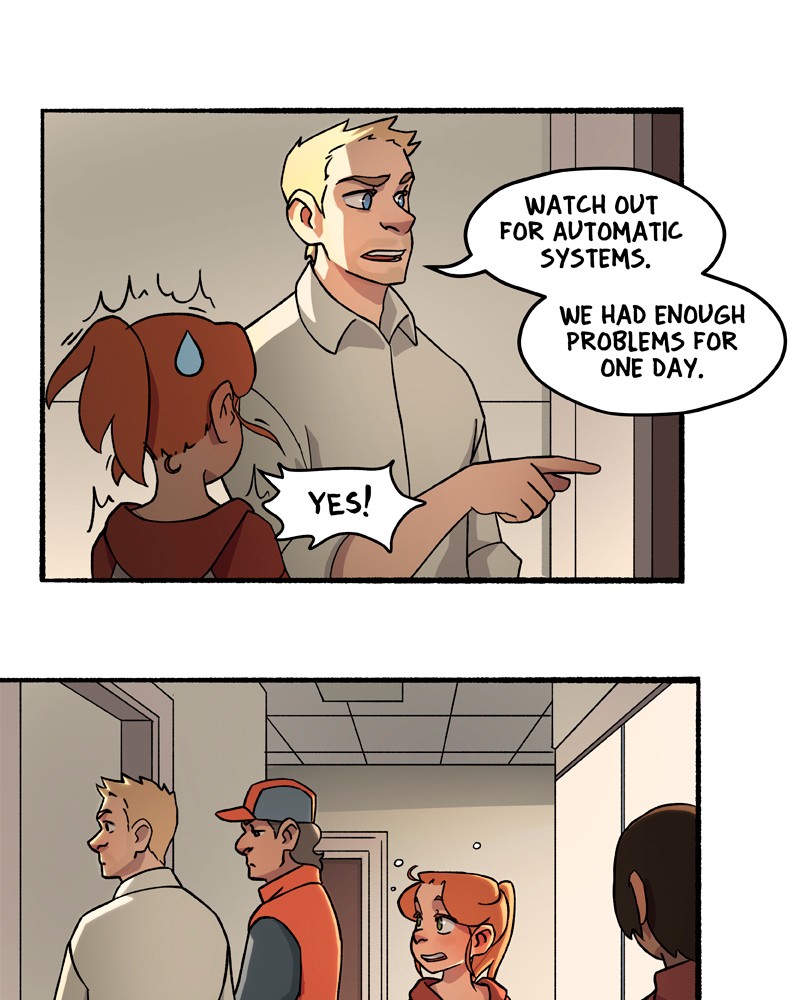 WATCH OUT
FOR AUTOMATIC
SYSTEMS.
WE HAD ENOUGH
PROBLEMS FOR
ONE DAY.
YES!